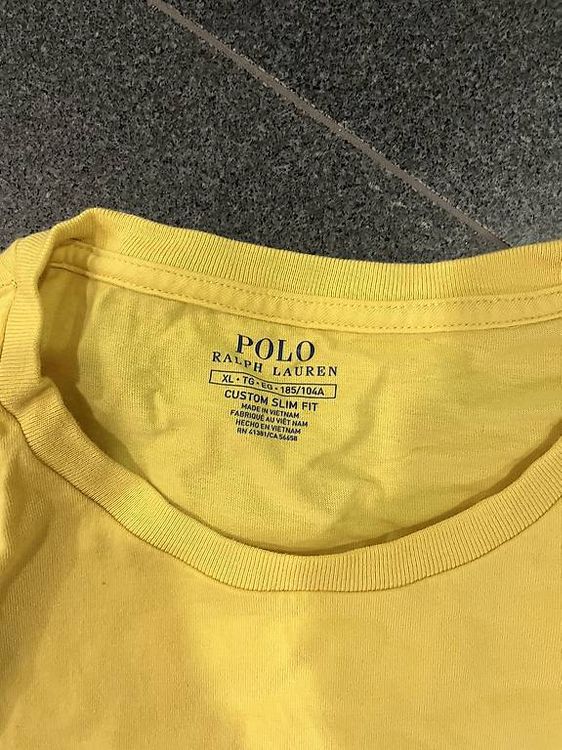 POLO
RALPH LAUREN
XL • TG • EG • 185/104A
CUSTOM SLIM FIT
MADE IN VIETNAM
FABRIQUÉ AU VIÊT NAM
HECHO EN VIETNAM
RN 41381/CA 56658